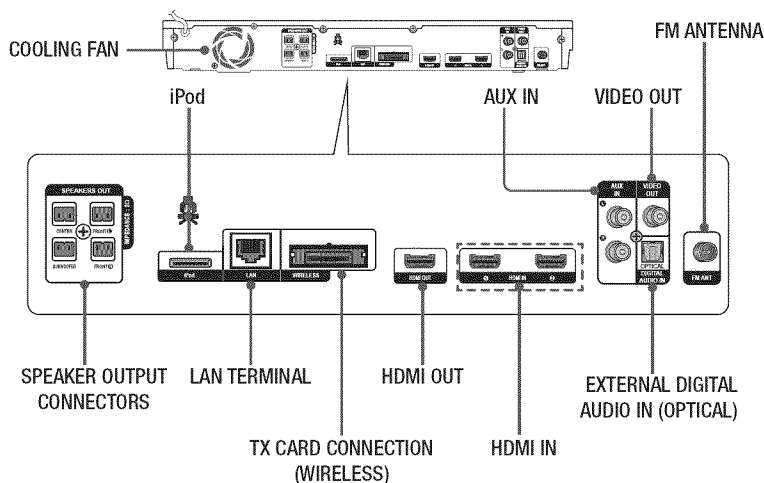 FM ANTENNA
COOLING FAN
iPod
AUX IN
VIDEO OUT
SPEAKERS OUT
CENTER
FRONT
SUBWOOFER
FRONT
AUX
IN
VIDEO
OUT
OPTICAL
DIGITAL
AUDIO IN
iPod
LAN
WIRELESS
HDMI OUT
HDMI IN
FM ANT
SPEAKER OUTPUT
CONNECTORS
LAN TERMINAL
HDMI OUT
EXTERNAL DIGITAL
AUDIO IN (OPTICAL)
TX CARD CONNECTION
(WIRELESS)
HDMI IN